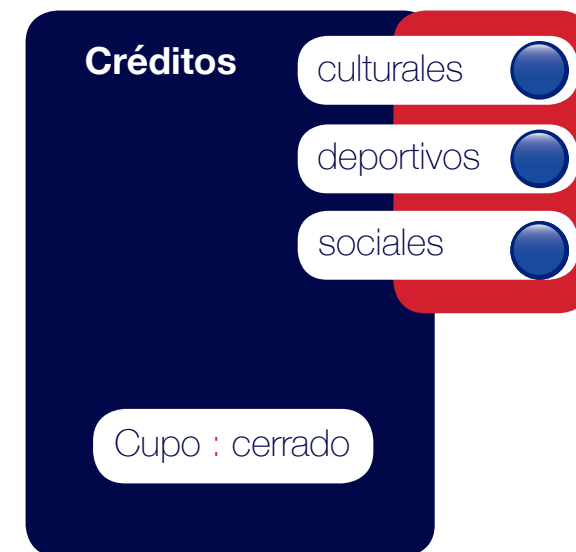 Créditos
culturales
deportivos
sociales
Cupo : cerrado